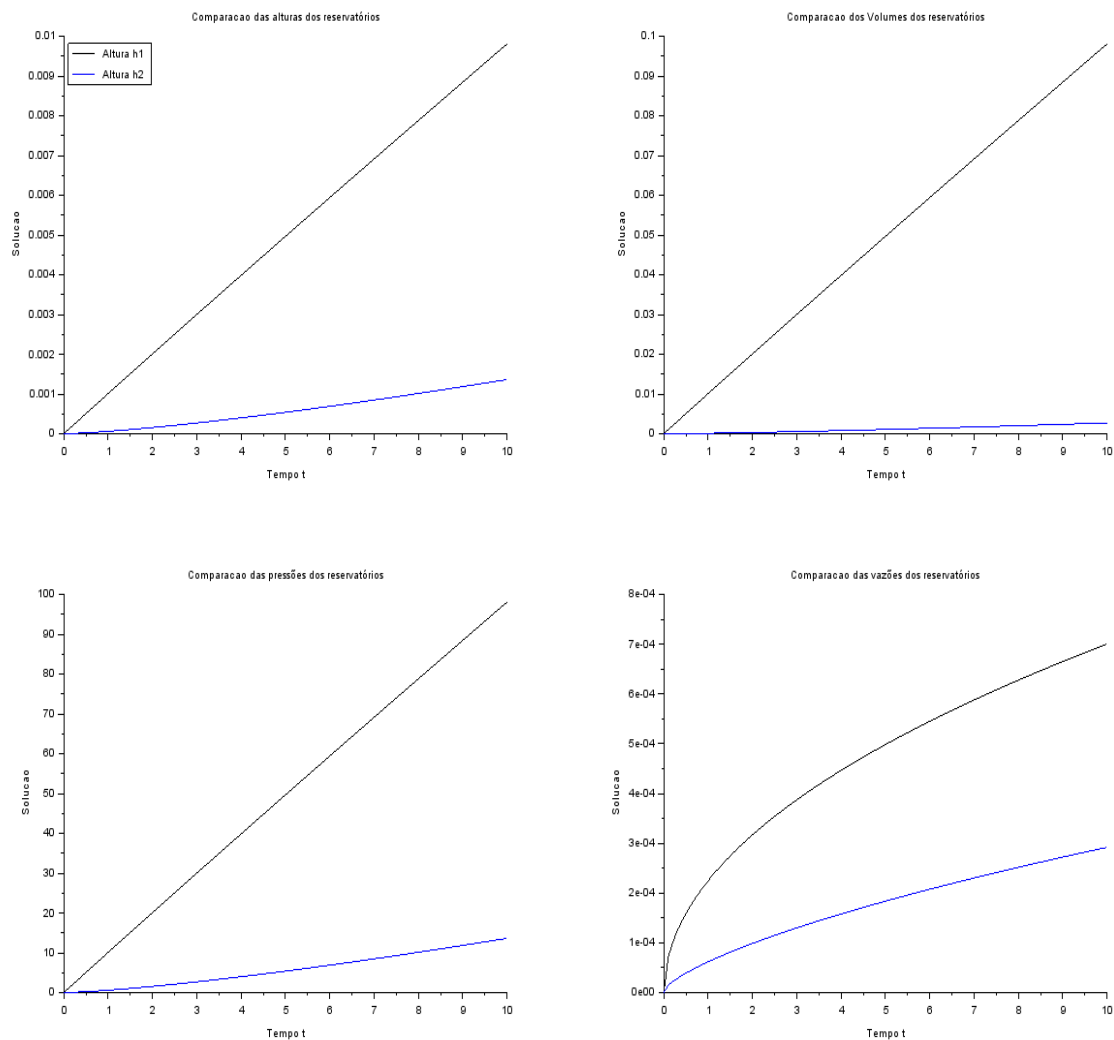 Comparacao das alturas dos reservatórios
0.01
0.009
0.008
0.007
0.006
0.005
0.004
0.003
0.002
0.001
0
Solucao
Altura h1
Altura h2
0 1 2 3 4 5 6 7 8 9 10
Tempo t
Comparacao dos Volumes dos reservatórios
0.1
0.09
0.08
0.07
0.06
0.05
0.04
0.03
0.02
0.01
0
Solucao
0 1 2 3 4 5 6 7 8 9 10
Tempo t
Comparacao das pressões dos reservatórios
100
90
80
70
60
50
40
30
20
10
0
Solucao
0 1 2 3 4 5 6 7 8 9 10
Tempo t
Comparacao das vazões dos reservatórios
8e-04
7e-04
6e-04
5e-04
4e-04
3e-04
2e-04
1e-04
0e00
Solucao
0 1 2 3 4 5 6 7 8 9 10
Tempo t